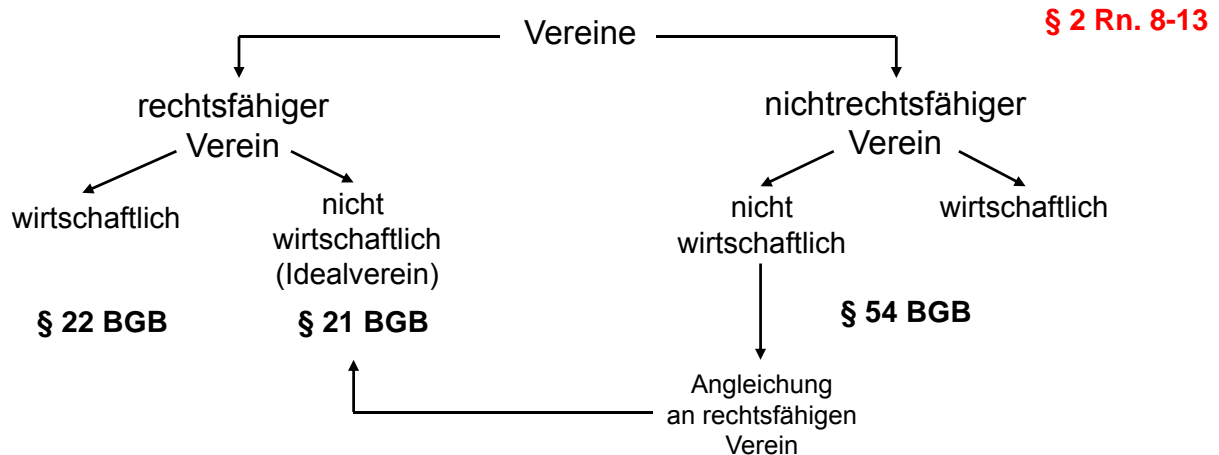 § 2 Rn. 8-13
Vereine
rechtsfähiger
Verein
nichtrechtsfähiger
Verein
wirtschaftlich
nicht
wirtschaftlich
(Idealverein)
nicht
wirtschaftlich
wirtschaftlich
§ 22 BGB
§ 21 BGB
§ 54 BGB
Angleichung
an rechtsfähigen
Verein